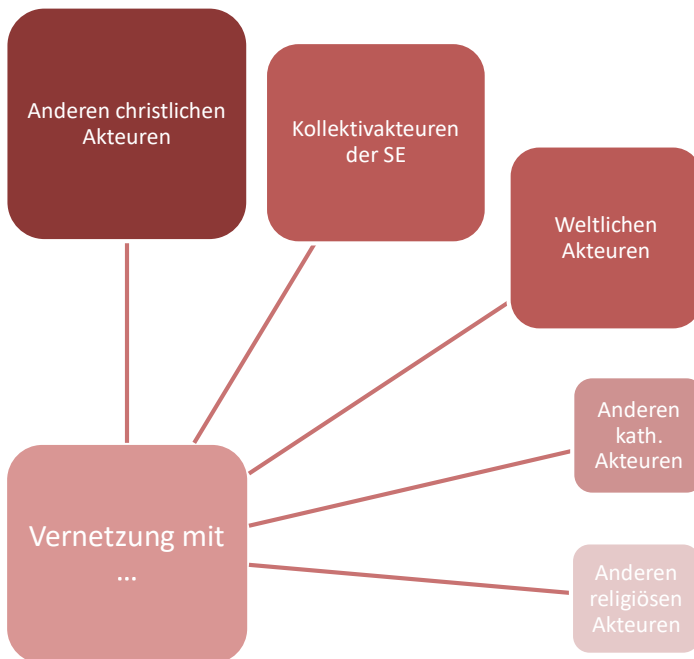 Anderen christlichen
Akteuren
Kollektivakteuren
der SE
Weltlichen
Akteuren
Anderen
kath.
Akteuren
Anderen
religiösen
Akteuren
Vernetzung mit
...